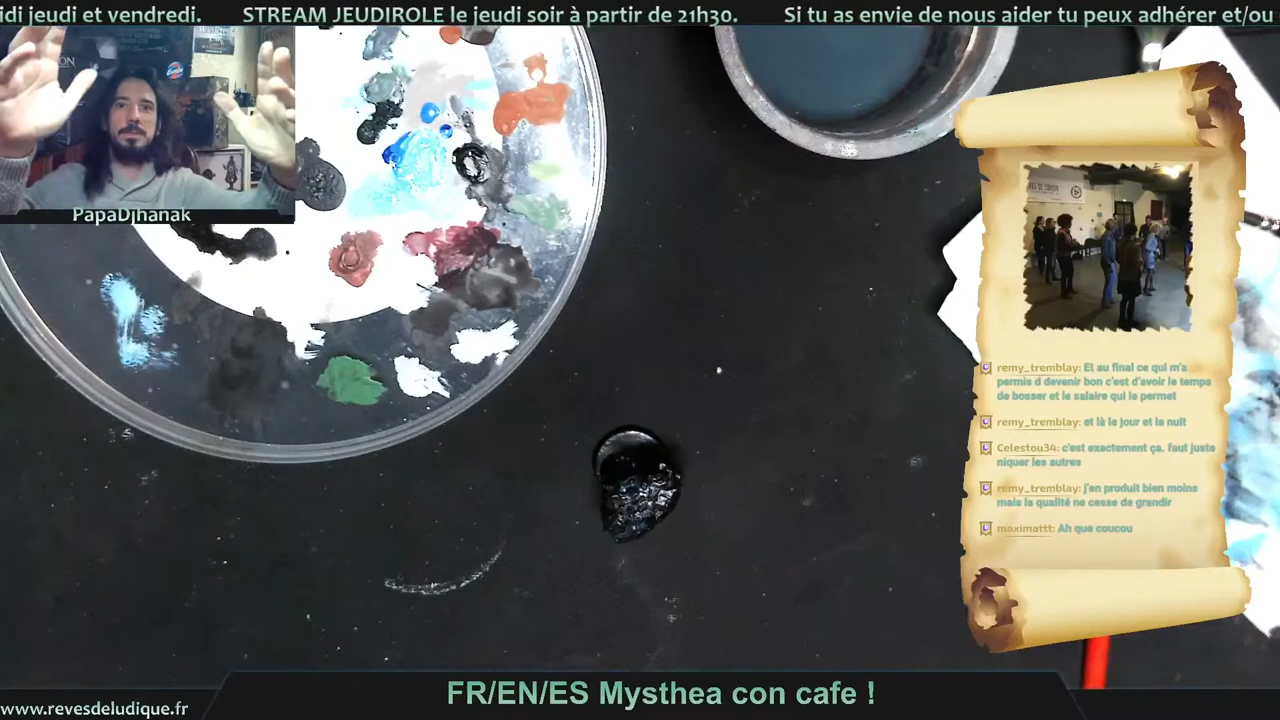 idi jeudi et vendredi. STREAM JEUDIROLE le jeudi soir à partir de 21h30. Si tu as envie de nous aider tu peux adhérer et/ou
PapaDjhanak
remy_tremblay: Et au final ce qui m'a
permis d devenir bon c'est d'avoir le temps
de bosser et le salaire qui le permet
remy_tremblay: et là le jour et la nuit
Celestou34: c'est exactement ça. faut juste
niquer les autres
remy_tremblay: j'en produit bien moins
mais la qualité ne cesse de grandir
maximattt: Ah que coucou
FR/EN/ES Mysthea con cafe !
www.revesdeludique.fr